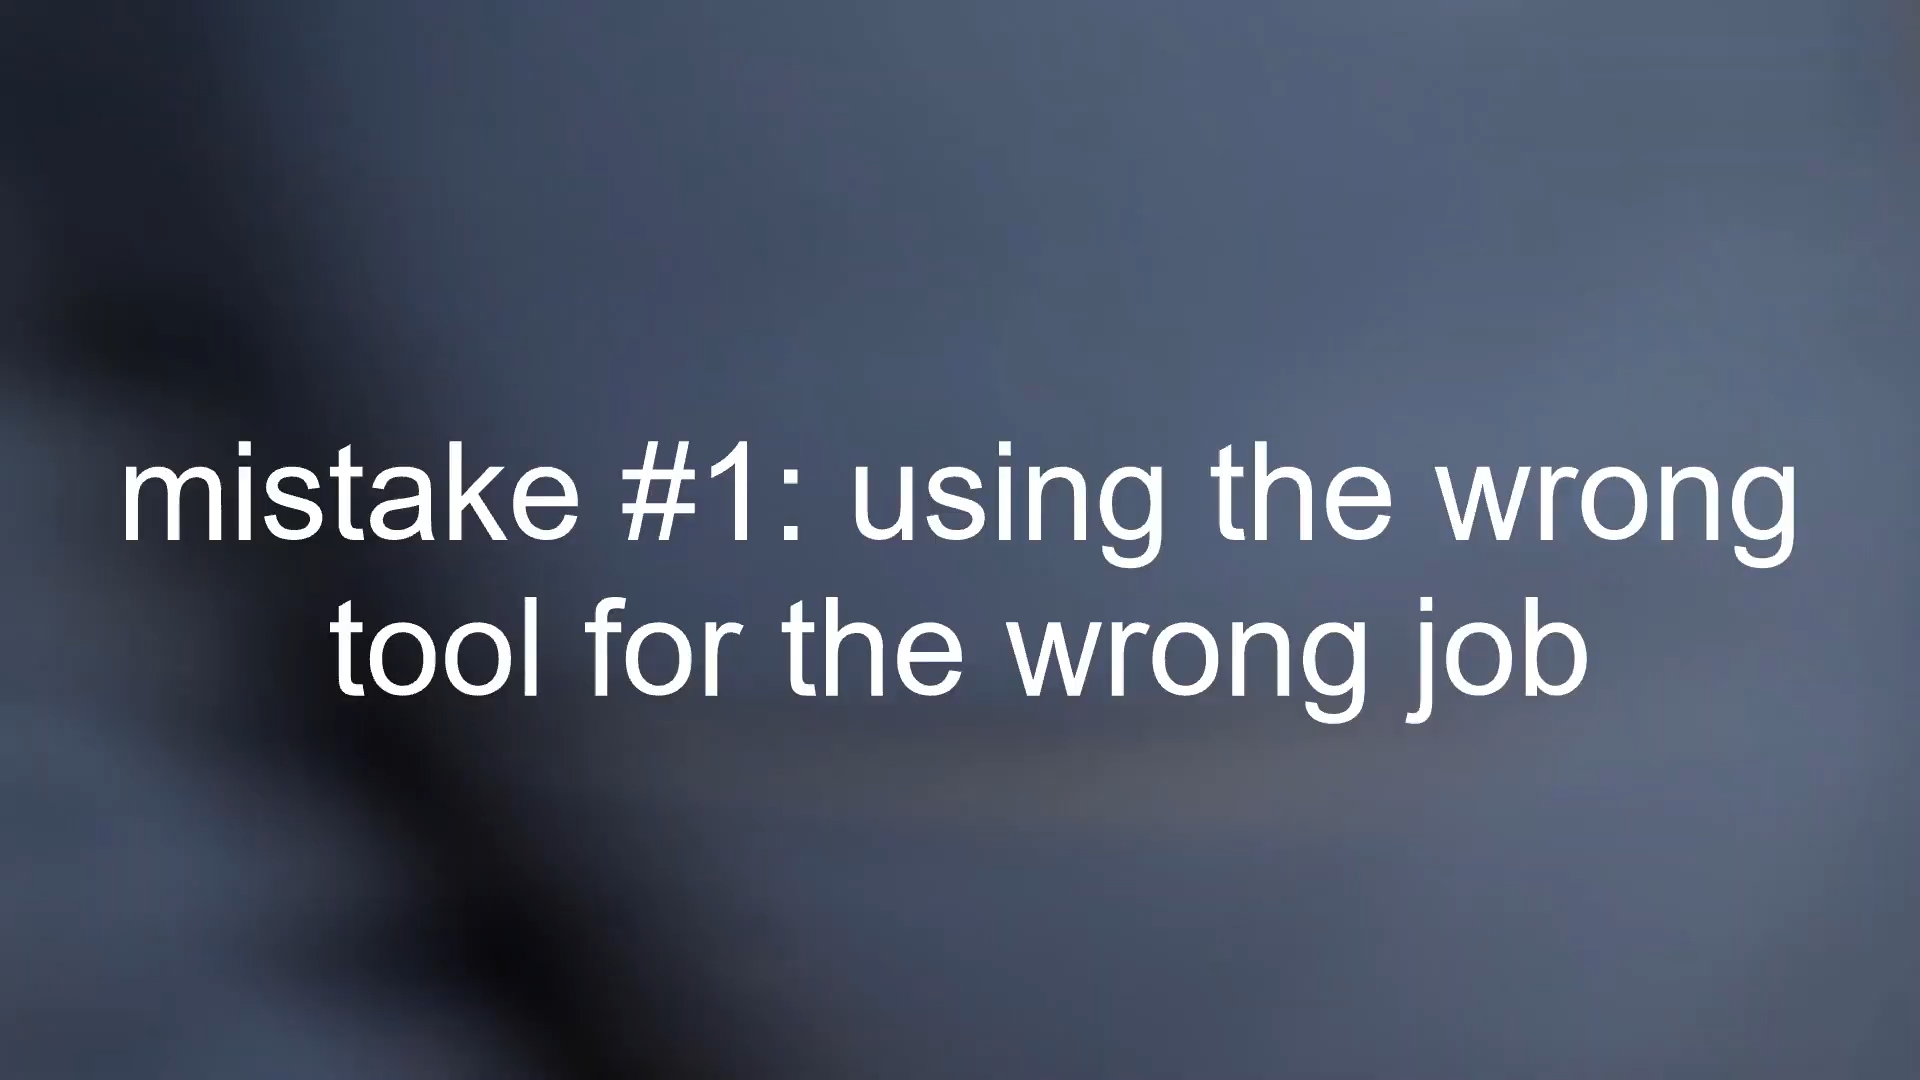 mistake #1: using the wrong
tool for the wrong job